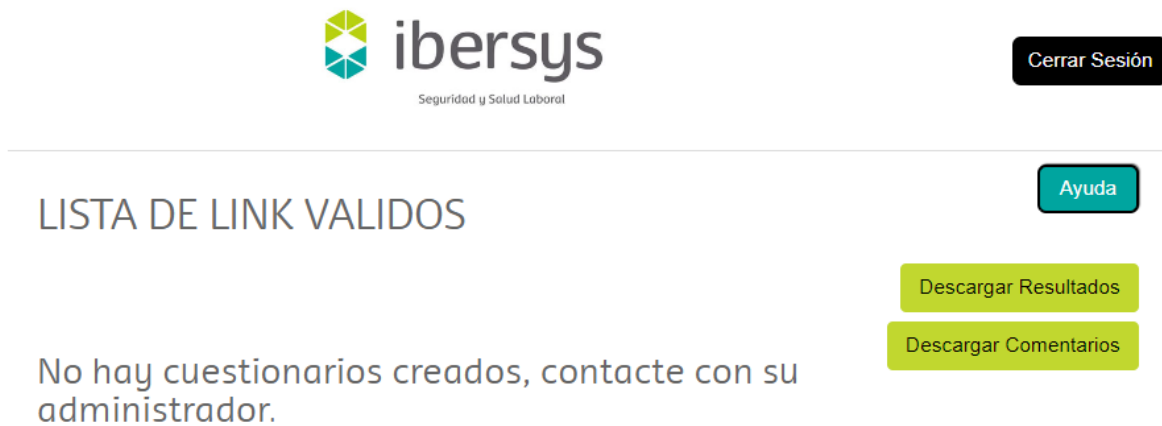 ibersys
Seguridad y Salud Laboral
Cerrar Sesión
Ayuda
LISTA DE LINK VALIDOS
Descargar Resultados
Descargar Comentarios
No hay cuestionarios creados, contacte con su
administrador.